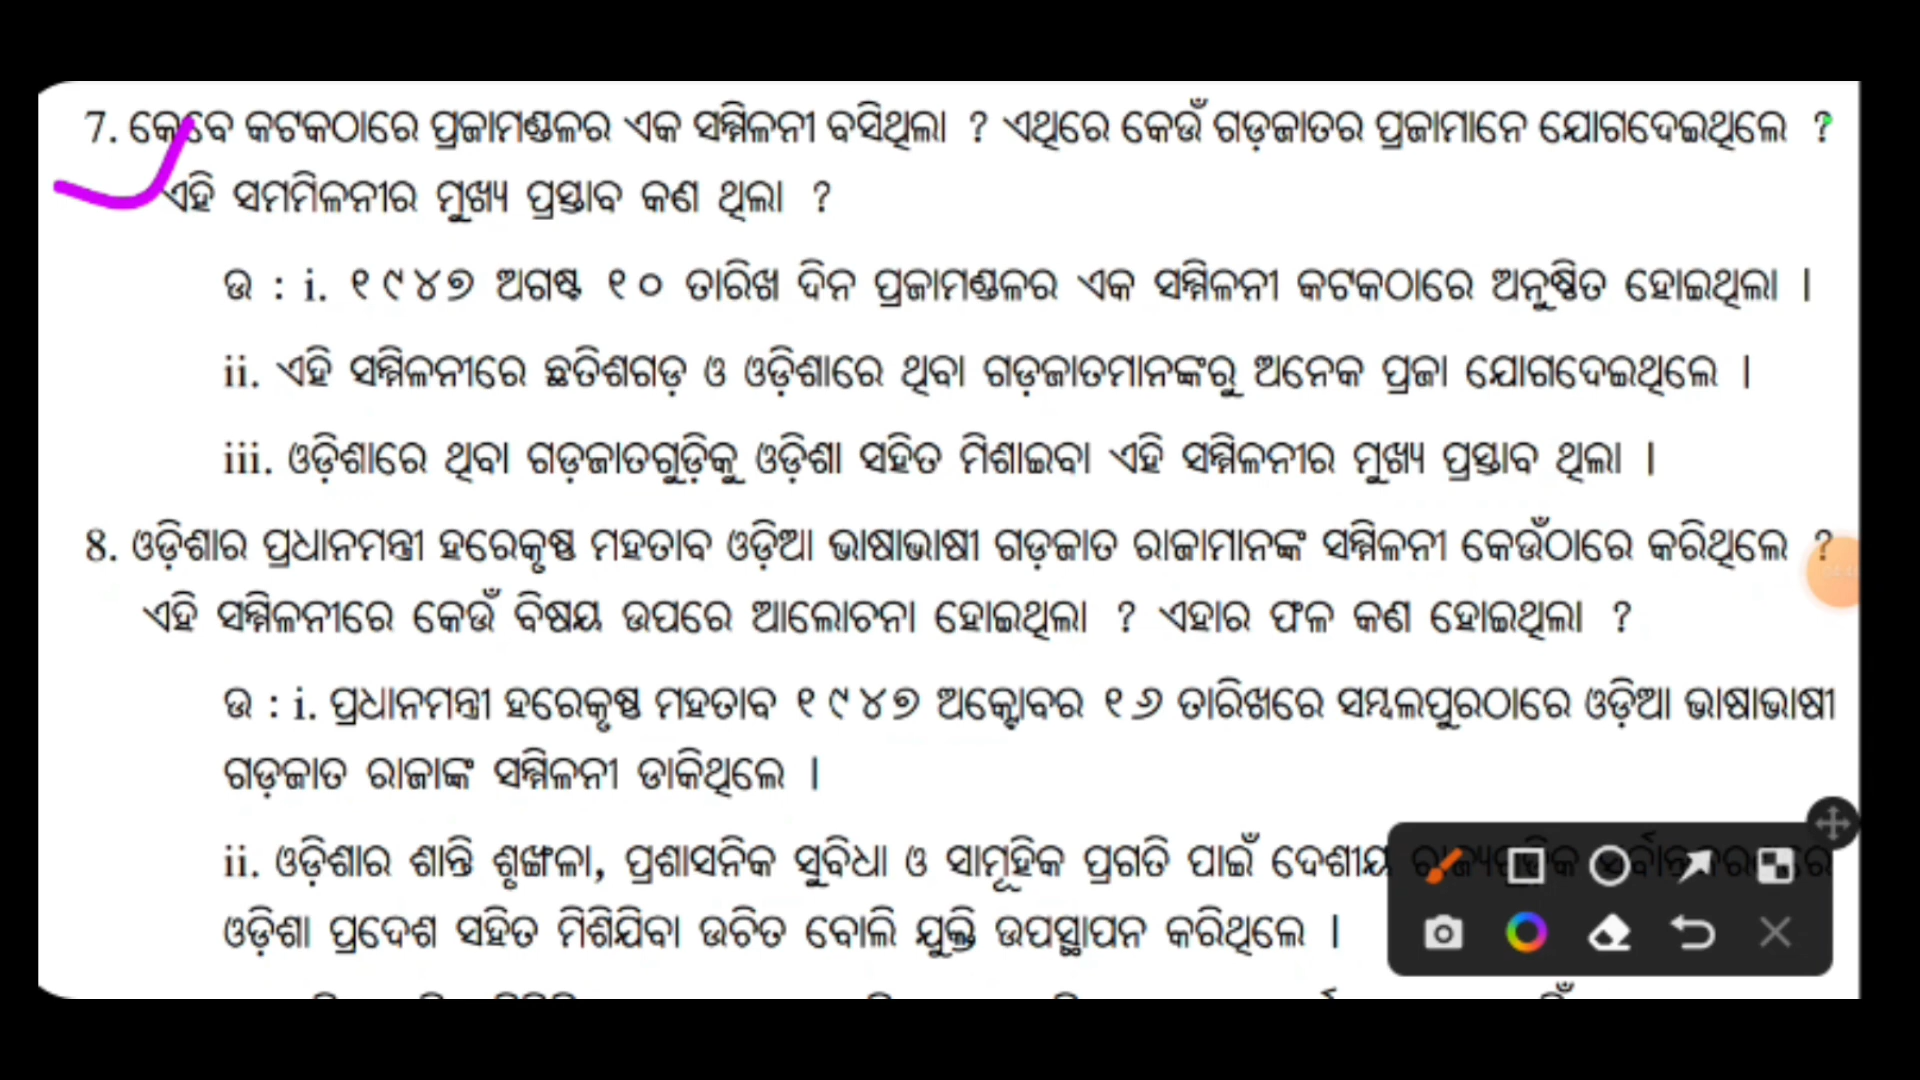 7. କେବେ କଟକଠାରେ ପ୍ରଜାମଣ୍ଡଳର ଏକ ସମ୍ମିଳନୀ ବସିଥିଲା ? ଏଥିରେ କେଉଁ ଗଡ଼ଜାତର ପ୍ରଜାମାନେ ଯୋଗଦେଇଥିଲେ ?
ଏହି ସମମିଳନୀର ମୁଖ୍ୟ ପ୍ରସ୍ତାବ କଣ ଥିଲା ?
ଉ : i. ୧୯୪୭ ଅଗଷ୍ଟ ୧୦ ତାରିଖ ଦିନ ପ୍ରଜାମଣ୍ଡଳର ଏକ ସମ୍ମିଳନୀ କଟକଠାରେ ଅନୁଷ୍ଠିତ ହୋଇଥିଲା |
ii. ଏହି ସମ୍ମିଳନୀରେ ଛତିଶଗଡ଼ ଓ ଓଡ଼ିଶାରେ ଥିବା ଗଡ଼ଜାତମାନଙ୍କରୁ ଅନେକ ପ୍ରଜା ଯୋଗଦେଇଥିଲେ |
iii. ଓଡ଼ିଶାରେ ଥିବା ଗଡ଼ଜାତଗୁଡ଼ିକୁ ଓଡ଼ିଶା ସହିତ ମିଶାଇବା ଏହି ସମ୍ମିଳନୀର ମୁଖ୍ୟ ପ୍ରସ୍ତାବ ଥିଲା |
8. ଓଡ଼ିଶାର ପ୍ରଧାନମନ୍ତ୍ରୀ ହରେକୃଷ୍ଣ ମହତାବ ଓଡ଼ିଆ ଭାଷାଭାଷୀ ଗଡ଼ଜାତ ରାଜାମାନଙ୍କ ସମ୍ମିଳନୀ କେଉଁଠାରେ କରିଥିଲେ ?
ଏହି ସମ୍ମିଳନୀରେ କେଉଁ ବିଷୟ ଉପରେ ଆଲୋଚନା ହୋଇଥିଲା ? ଏହାର ଫଳ କଣ ହୋଇଥିଲା ?
ଉ : i. ପ୍ରଧାନମନ୍ତ୍ରୀ ହରେକୃଷ୍ଣ ମହତାବ ୧୯୪୭ ଅକ୍ଟୋବର ୧୬ ତାରିଖରେ ସମ୍ବଲପୁରଠାରେ ଓଡ଼ିଆ ଭାଷାଭାଷୀ
ଗଡ଼ଜାତ ରାଜାଙ୍କ ସମ୍ମିଳନୀ ଡାକିଥିଲେ |
ii. ଓଡ଼ିଶାର ଶାନ୍ତି ଶୃଙ୍ଖଳା, ପ୍ରଶାସନିକ ସୁବିଧା ଓ ସାମୂହିକ ପ୍ରଗତି ପାଇଁ ଦେଶୀୟ
ଓଡ଼ିଶା ପ୍ରଦେଶ ସହିତ ମିଶିଯିବା ଉଚିତ ବୋଲି ଯୁକ୍ତି ଉପସ୍ଥାପନ କରିଥିଲେ |